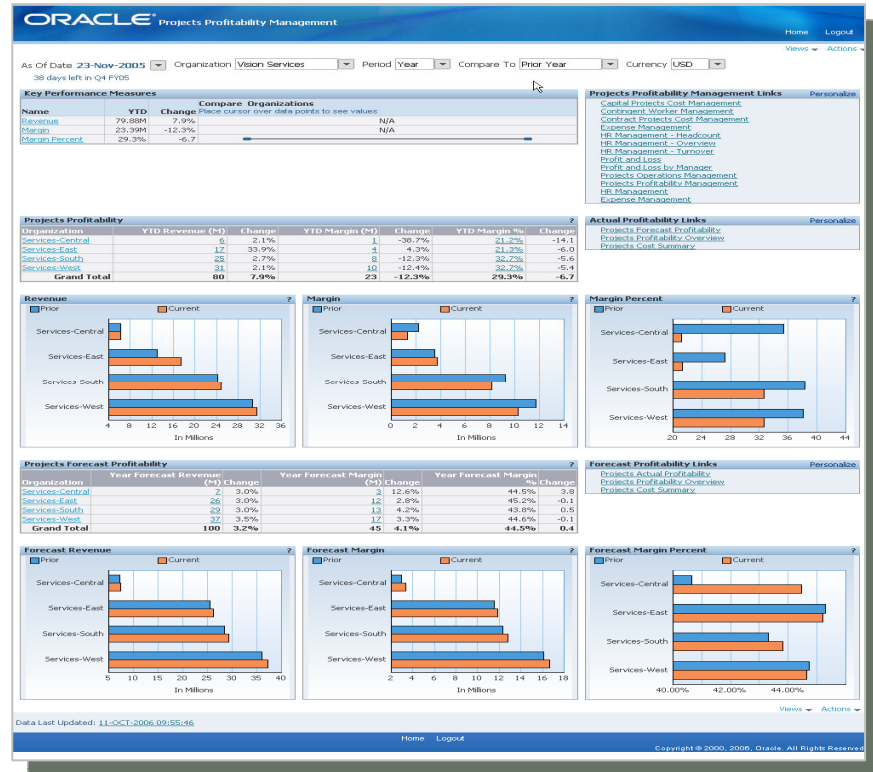 ORACLE Projects Profitability Management
Home Logout
Views Actions
As Of Date 23-Nov-2005 Organization Vision Services Period Year Compare To Prior Year Currency USD
38 days left in Q4 FY05
Key Performance Measures
Compare Organizations
Name YTD Change Place cursor over data points to see values
Revenue 79.88M 7.9% N/A
Margin 23.39M -12.3% N/A
Margin Percent 29.3% -6.7
Projects Profitability Management Links Personalize
Capital Projects Cost Management
Contingent Worker Management
Contract Projects Cost Management
Expense Management
HR Management - Headcount
HR Management - Overview
HR Management - Turnover
Profit and Loss
Profit and Loss by Manager
Projects Operations Management
Projects Profitability Management
HR Management
Expense Management
Projects Profitability ?
Organization YTD Revenue (M) Change YTD Margin (M) Change YTD Margin % Change
Services-Central 6 2.1% 1 -38.7% 21.2% -14.1
Services-East 17 33.9% 4 4.3% 21.3% -6.0
Services-South 25 2.7% 8 -12.3% 32.7% -5.6
Services-West 31 2.1% 10 -12.4% 32.7% -5.4
Grand Total 80 7.9% 23 -12.3% 29.3% -6.7
Actual Profitability Links Personalize
Projects Forecast Profitability
Projects Profitability Overview
Projects Cost Summary
Revenue ?
Prior Current
Services-Central
Services-East
Services-South
Services-West
4 8 12 16 20 24 28 32 36
In Millions
Margin ?
Prior Current
Services-Central
Services-East
Services-South
Services-West
0 2 4 6 8 10 12 14
In Millions
Margin Percent ?
Prior Current
Services-Central
Services-East
Services-South
Services-West
20 24 28 32 36 40 44
Projects Forecast Profitability ?
Year Forecast Revenue Year Forecast Margin Year Forecast Margin
Organization (M) Change (M) Change % Change
Services-Central 7 3.0% 3 12.6% 44.5% 3.8
Services-East 26 3.0% 12 2.8% 45.2% -0.1
Services-South 29 3.0% 13 4.2% 43.8% 0.5
Services-West 37 3.5% 17 3.3% 44.6% -0.1
Grand Total 100 3.2% 45 4.1% 44.5% 0.4
Forecast Profitability Links Personalize
Projects Actual Profitability
Projects Profitability Overview
Projects Cost Summary
Forecast Revenue ?
Prior Current
Services-Central
Services-East
Services-South
Services-West
5 10 15 20 25 30 35 40
In Millions
Forecast Margin ?
Prior Current
Services-Central
Services-East
Services-South
Services-West
2 4 6 8 10 12 14 16 18
In Millions
Forecast Margin Percent ?
Prior Current
Services-Central
Services-East
Services-South
Services-West
40.00% 42.00% 44.00%
Views Actions
Data Last Updated: 11-OCT-2006 09:55:46
Home Logout
Copyright © 2000, 2006, Oracle. All Rights Reserved